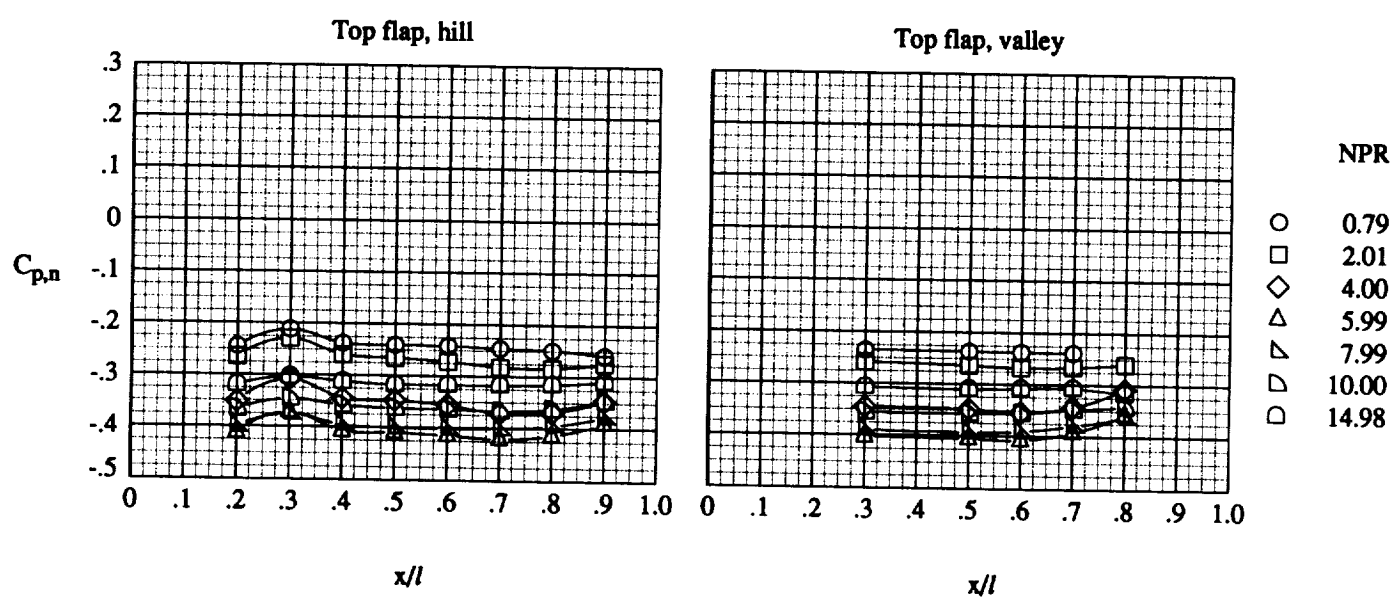 Top flap, hill
Top flap, valley
.3
.2
.1
0
-.1
-.2
-.3
-.4
-.5
C_p,n
0 .1 .2 .3 .4 .5 .6 .7 .8 .9 1.0
0 .1 .2 .3 .4 .5 .6 .7 .8 .9 1.0
x/l
x/l
NPR
0.79
2.01
4.00
5.99
7.99
10.00
14.98